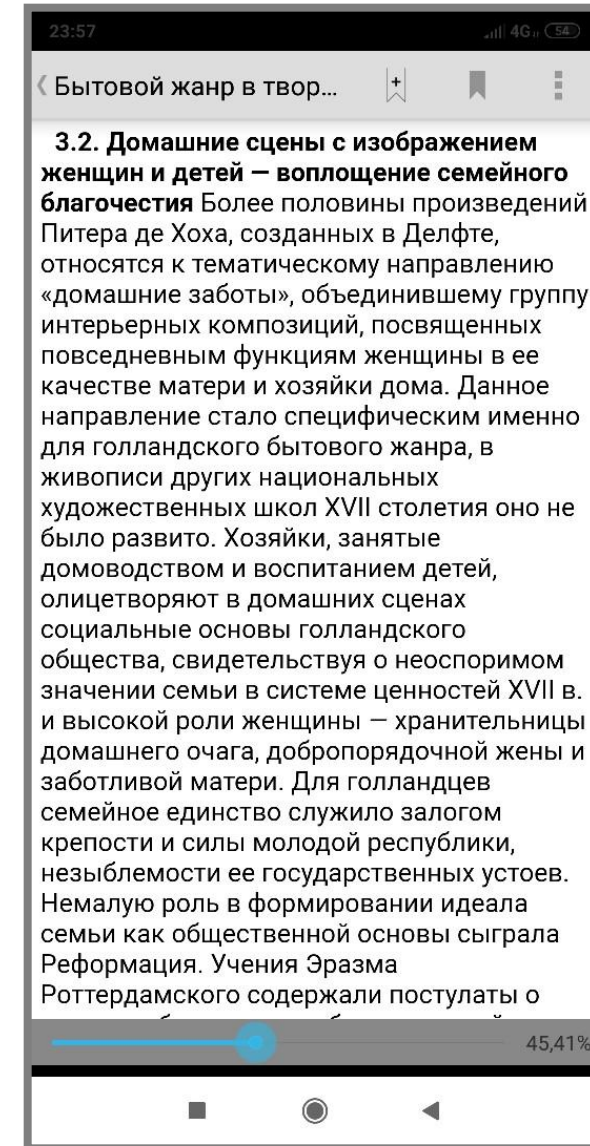 23:57
4G 54
Бытовой жанр в твор...
3.2. Домашние сцены с изображением
женщин и детей — воплощение семейного
благочестия Более половины произведений
Питера де Хоха, созданных в Делфте,
относятся к тематическому направлению
«домашние заботы», объединившему группу
интерьерных композиций, посвященных
повседневным функциям женщины в ее
качестве матери и хозяйки дома. Данное
направление стало специфическим именно
для голландского бытового жанра, в
живописи других национальных
художественных школ XVII столетия оно не
было развито. Хозяйки, занятые
домоводством и воспитанием детей,
олицетворяют в домашних сценах
социальные основы голландского
общества, свидетельствуя о неоспоримом
значении семьи в системе ценностей XVII в.
и высокой роли женщины — хранительницы
домашнего очага, добропорядочной жены и
заботливой матери. Для голландцев
семейное единство служило залогом
крепости и силы молодой республики,
незыблемости ее государственных устоев.
Немалую роль в формировании идеала
семьи как общественной основы сыграла
Реформация. Учения Эразма
Роттердамского содержали постулаты о
45,41%